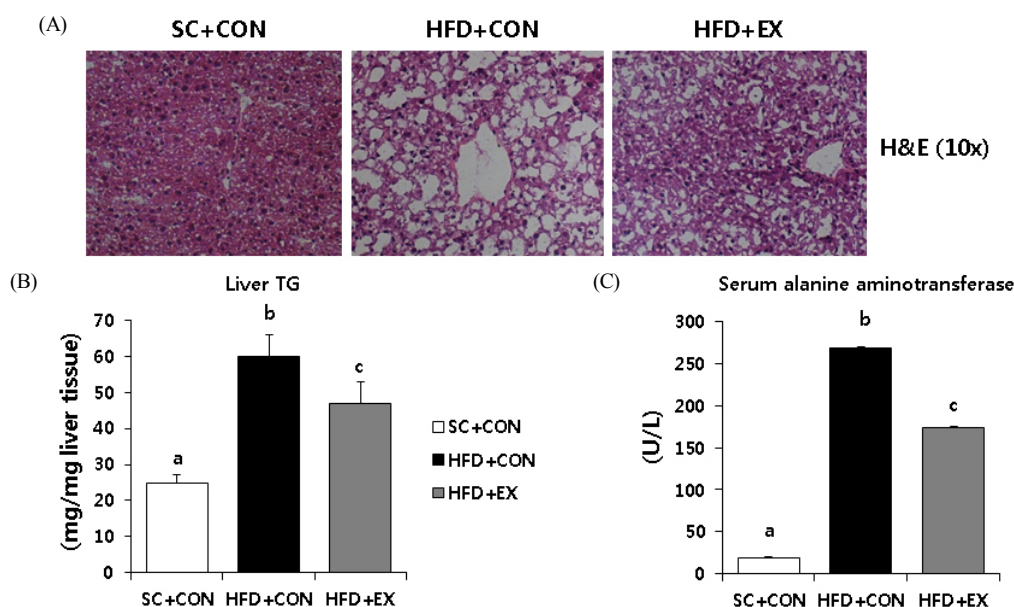 (A)
SC+CON HFD+CON HFD+EX
H&E (10x)
(B)
Liver TG
(mg/mg liver tissue)
70
60
50
40
30
20
10
0
a
b
c
SC+CON HFD+CON HFD+EX
SC+CON
HFD+CON
HFD+EX
(C)
Serum alanine aminotransferase
(U/L)
300
250
200
150
100
50
0
a
b
c
SC+CON HFD+CON HFD+EX